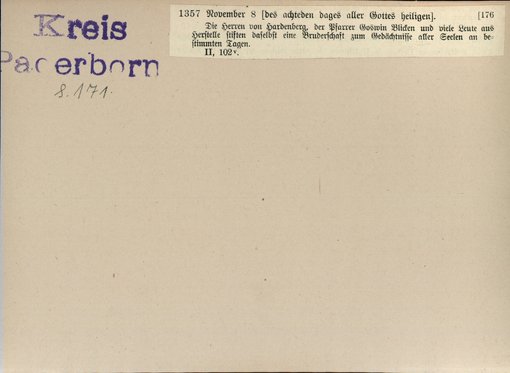 Kreis
Paderborn
S. 171.
1357 November 8 [des achteden dages aller Gottes heiligen]. [176
Die Herren von Hardenberg, der Pfarrer Goswin Bliken und viele Leute aus
Herstelle stiften daselbst eine Bruderschaft zum Gedächtnisse aller Seelen an be-
stimmten Tagen.
II, 102v.